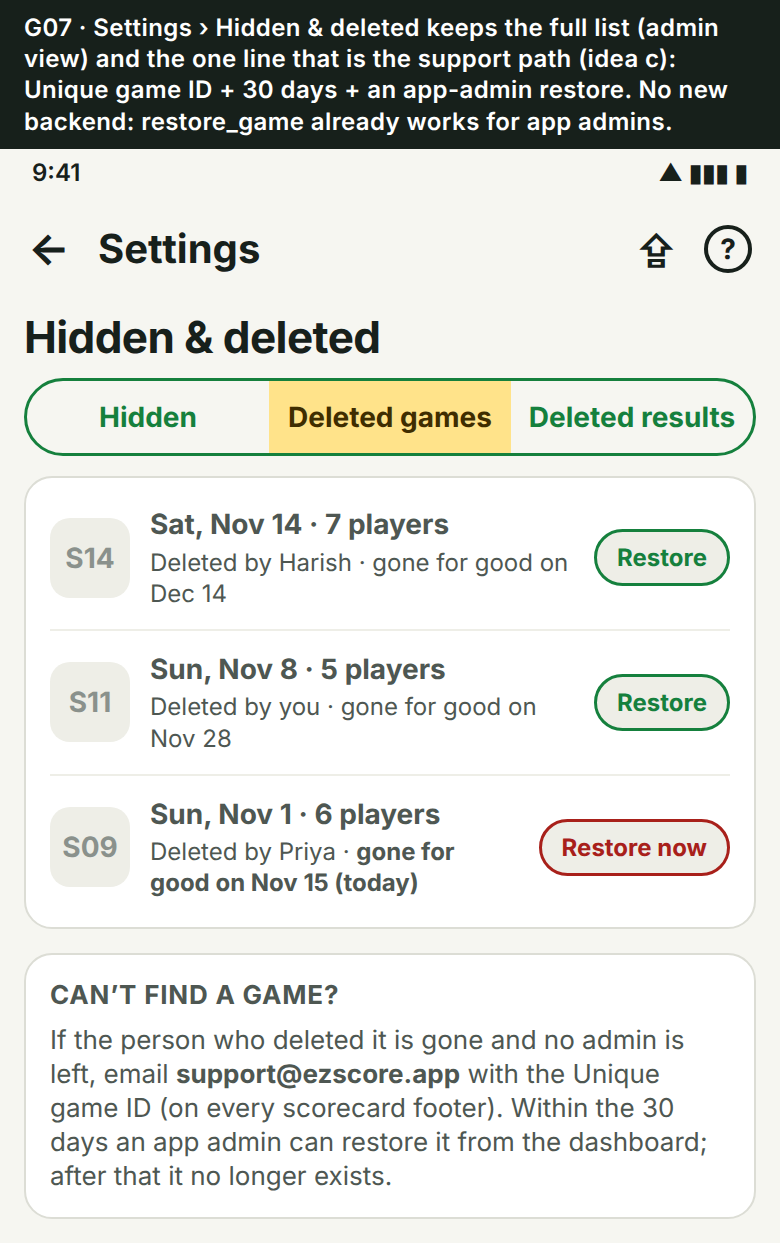 G07 · Settings › Hidden & deleted keeps the full list (admin
view) and the one line that is the support path (idea c):
Unique game ID + 30 days + an app-admin restore. No new
backend: restore_game already works for app admins.
9:41
Settings
?
Hidden & deleted
Hidden
Deleted games
Deleted results
S14
Sat, Nov 14 · 7 players
Deleted by Harish · gone for good on
Dec 14
Restore
S11
Sun, Nov 8 · 5 players
Deleted by you · gone for good on
Nov 28
Restore
S09
Sun, Nov 1 · 6 players
Deleted by Priya · gone for
good on Nov 15 (today)
Restore now
CAN’T FIND A GAME?
If the person who deleted it is gone and no admin is
left, email support@ezscore.app with the Unique
game ID (on every scorecard footer). Within the 30
days an app admin can restore it from the dashboard;
after that it no longer exists.